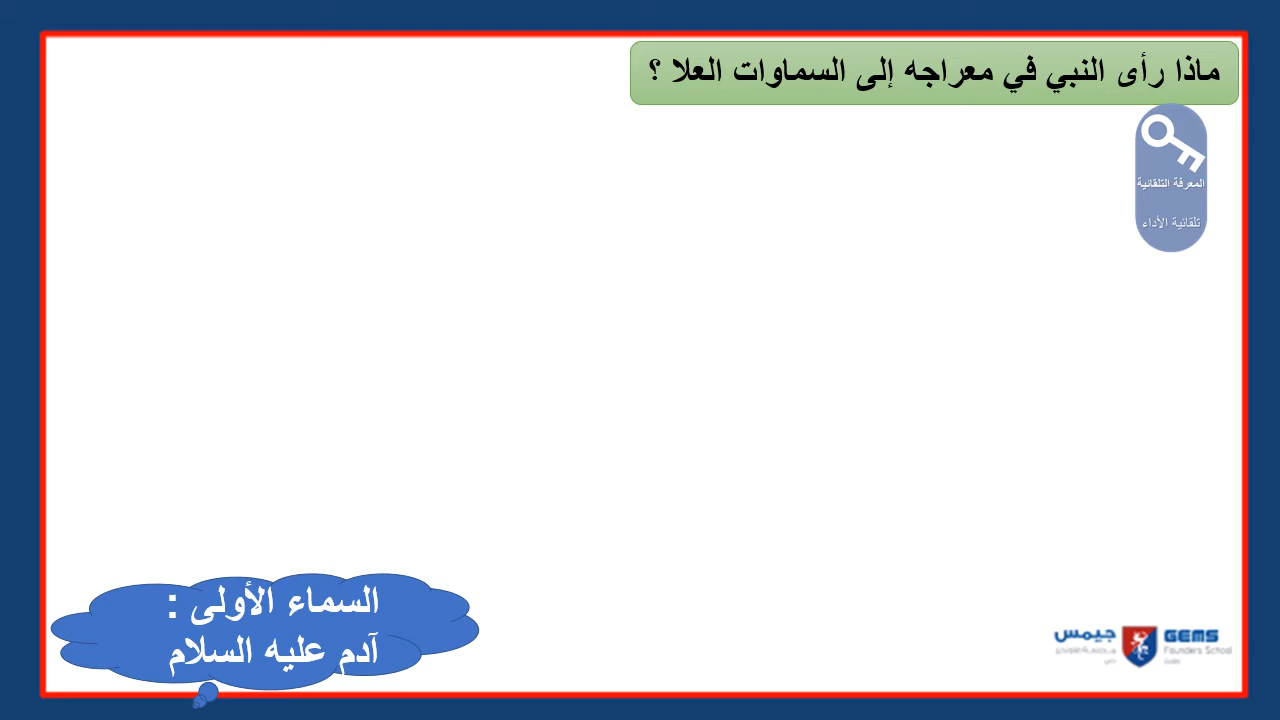 ماذا رأى النبي في معراجه إلى السماوات العلا ؟
المعرفة التلقائية
تلقائية الأداء
السماء الأولى :
آدم عليه السلام
جيمس
GEMS
Founders School
دبي